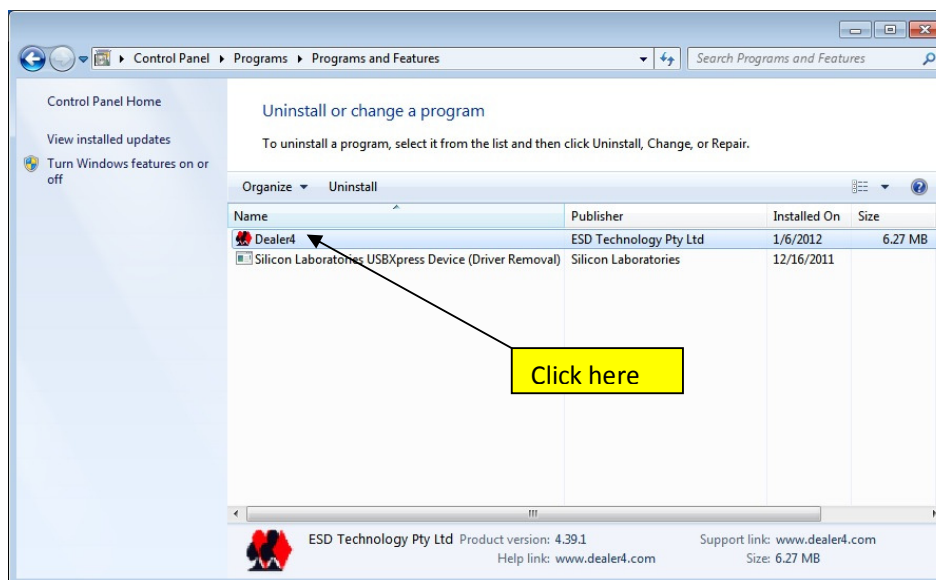 Control Panel Programs Programs and Features Search Programs and Features
Control Panel Home
View installed updates
Turn Windows features on or
off
Uninstall or change a program
To uninstall a program, select it from the list and then click Uninstall, Change, or Repair.
Organize Uninstall
Name Publisher Installed On Size
Dealer4 ESD Technology Pty Ltd 1/6/2012 6.27 MB
Silicon Laboratories USBXpress Device (Driver Removal) Silicon Laboratories 12/16/2011
Click here
ESD Technology Pty Ltd Product version: 4.39.1 Support link: www.dealer4.com
Help link: www.dealer4.com Size: 6.27 MB